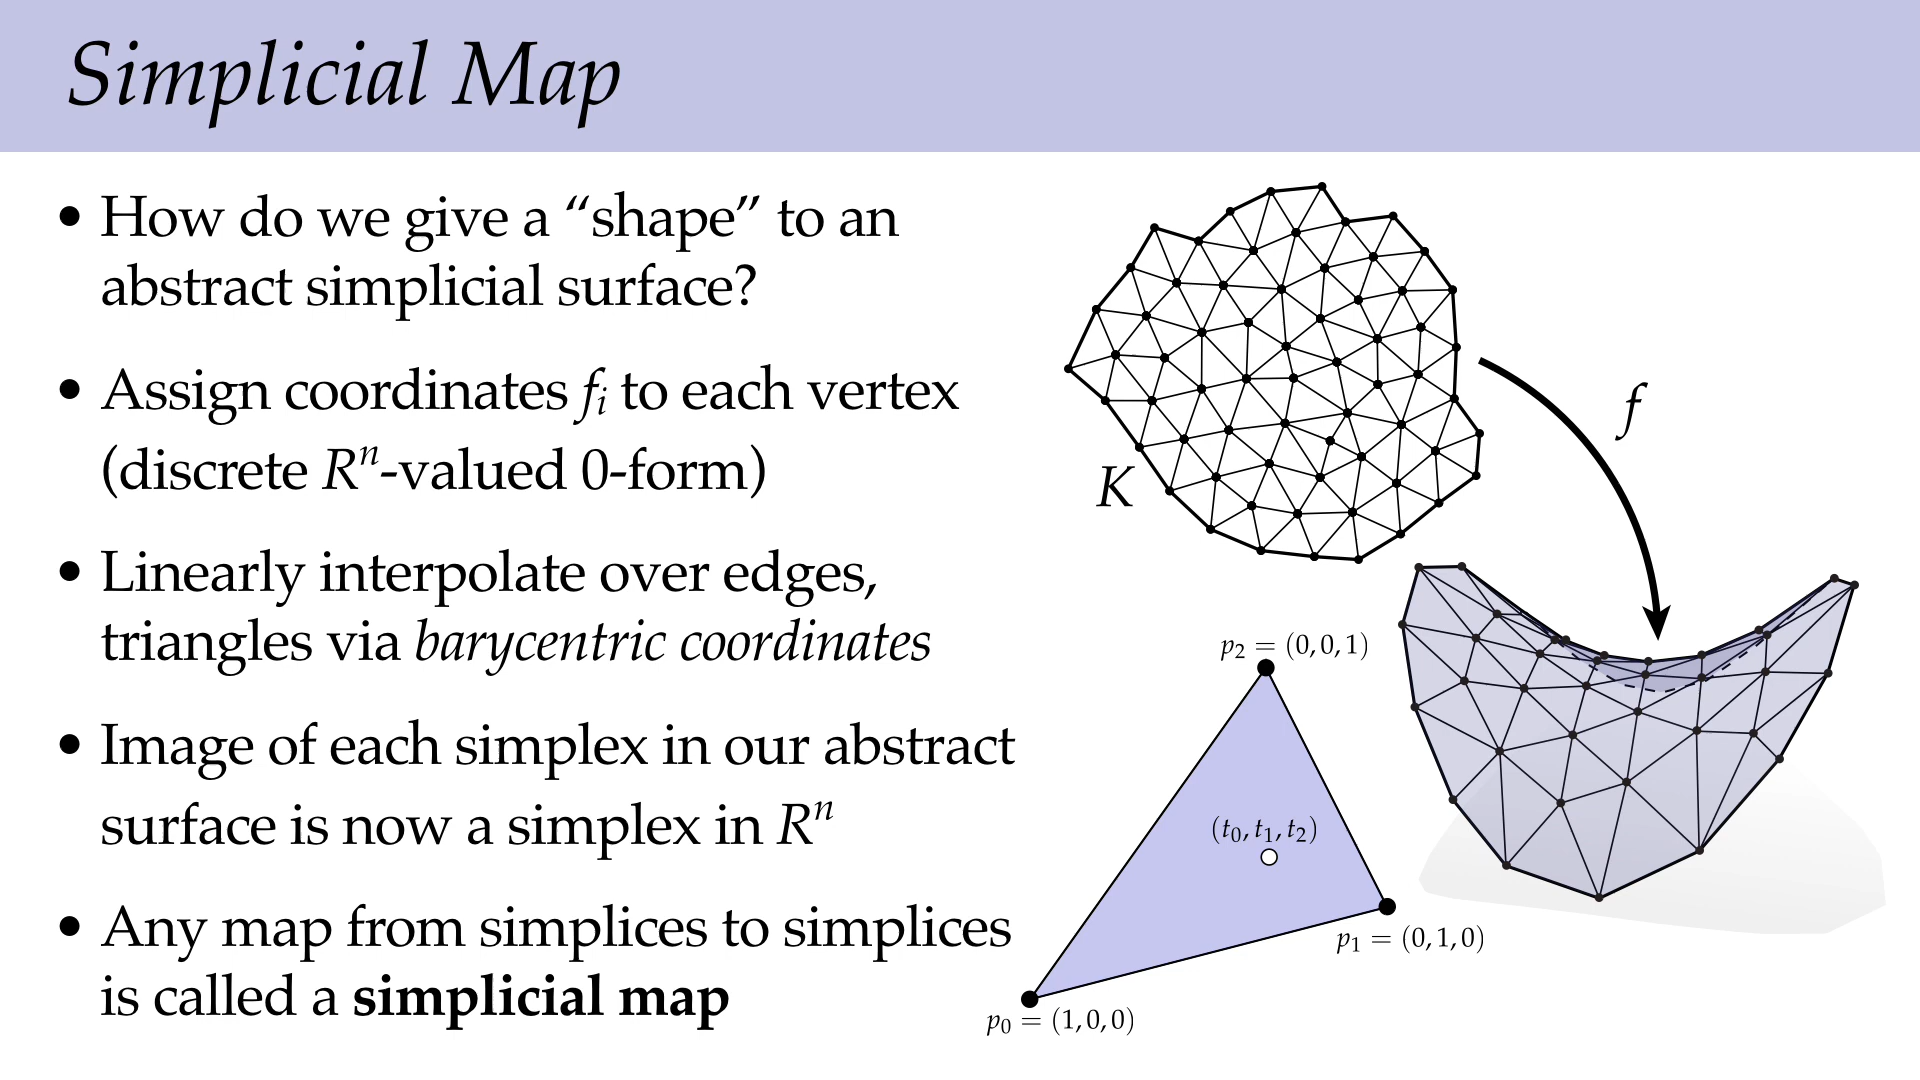 Simplicial Map
• How do we give a “shape” to an
abstract simplicial surface?
• Assign coordinates fᵢ to each vertex
(discrete Rⁿ-valued 0-form)
• Linearly interpolate over edges,
triangles via barycentric coordinates
• Image of each simplex in our abstract
surface is now a simplex in Rⁿ
• Any map from simplices to simplices
is called a simplicial map
K
f
p₂ = (0, 0, 1)
(t₀, t₁, t₂)
p₁ = (0, 1, 0)
p₀ = (1, 0, 0)